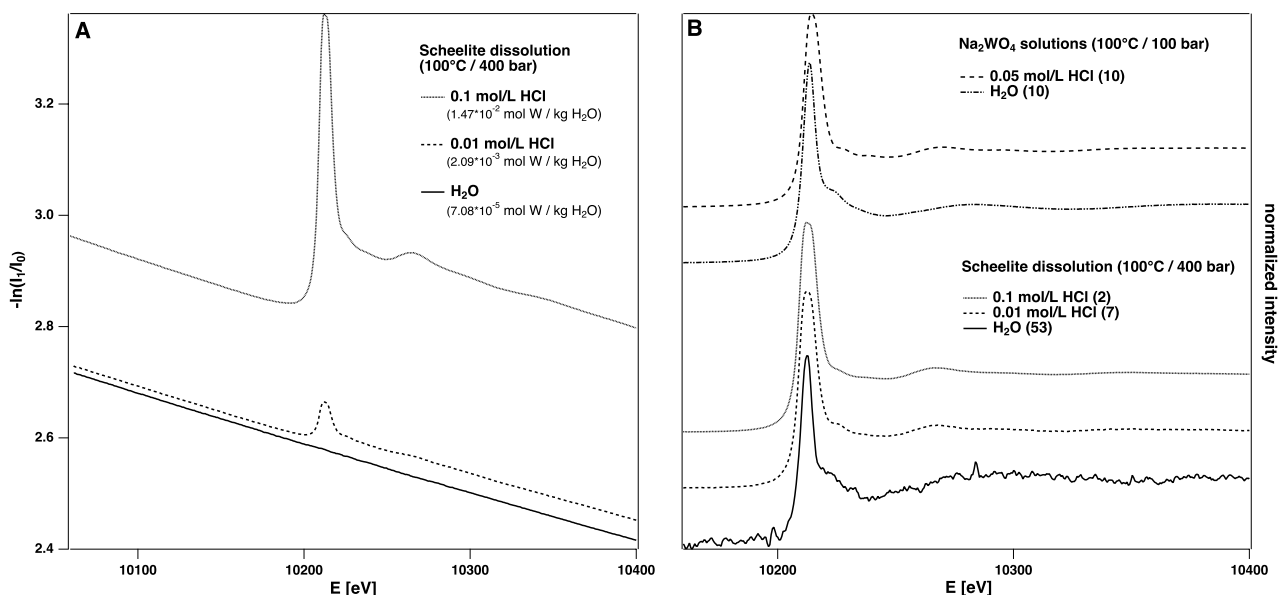 A
Scheelite dissolution
(100°C / 400 bar)
0.1 mol/L HCl
(1.47*10⁻² mol W / kg H₂O)
0.01 mol/L HCl
(2.09*10⁻³ mol W / kg H₂O)
H₂O
(7.08*10⁻⁵ mol W / kg H₂O)
3.2
3.0
2.8
2.6
2.4
-ln(I₁/I₀)
10100
10200
10300
10400
E [eV]
B
Na₂WO₄ solutions (100°C / 100 bar)
0.05 mol/L HCl (10)
H₂O (10)
Scheelite dissolution (100°C / 400 bar)
0.1 mol/L HCl (2)
0.01 mol/L HCl (7)
H₂O (53)
normalized intensity
10200
10300
10400
E [eV]